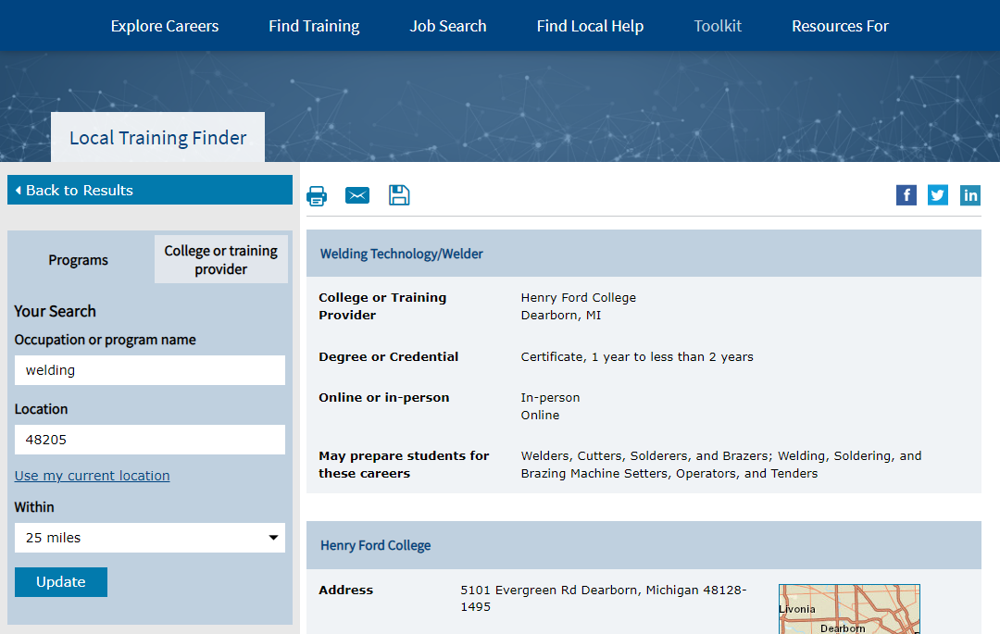 Explore Careers Find Training Job Search Find Local Help Toolkit Resources For
Local Training Finder
Back to Results
Programs
College or training
provider
Your Search
Occupation or program name
welding
Location
48205
Use my current location
Within
25 miles
Update
f in
Welding Technology/Welder
College or Training
Provider
Henry Ford College
Dearborn, MI
Degree or Credential
Certificate, 1 year to less than 2 years
Online or in-person
In-person
Online
May prepare students for
these careers
Welders, Cutters, Solderers, and Brazers; Welding, Soldering, and
Brazing Machine Setters, Operators, and Tenders
Henry Ford College
Address
5101 Evergreen Rd Dearborn, Michigan 48128-
1495
Livonia
Dearborn